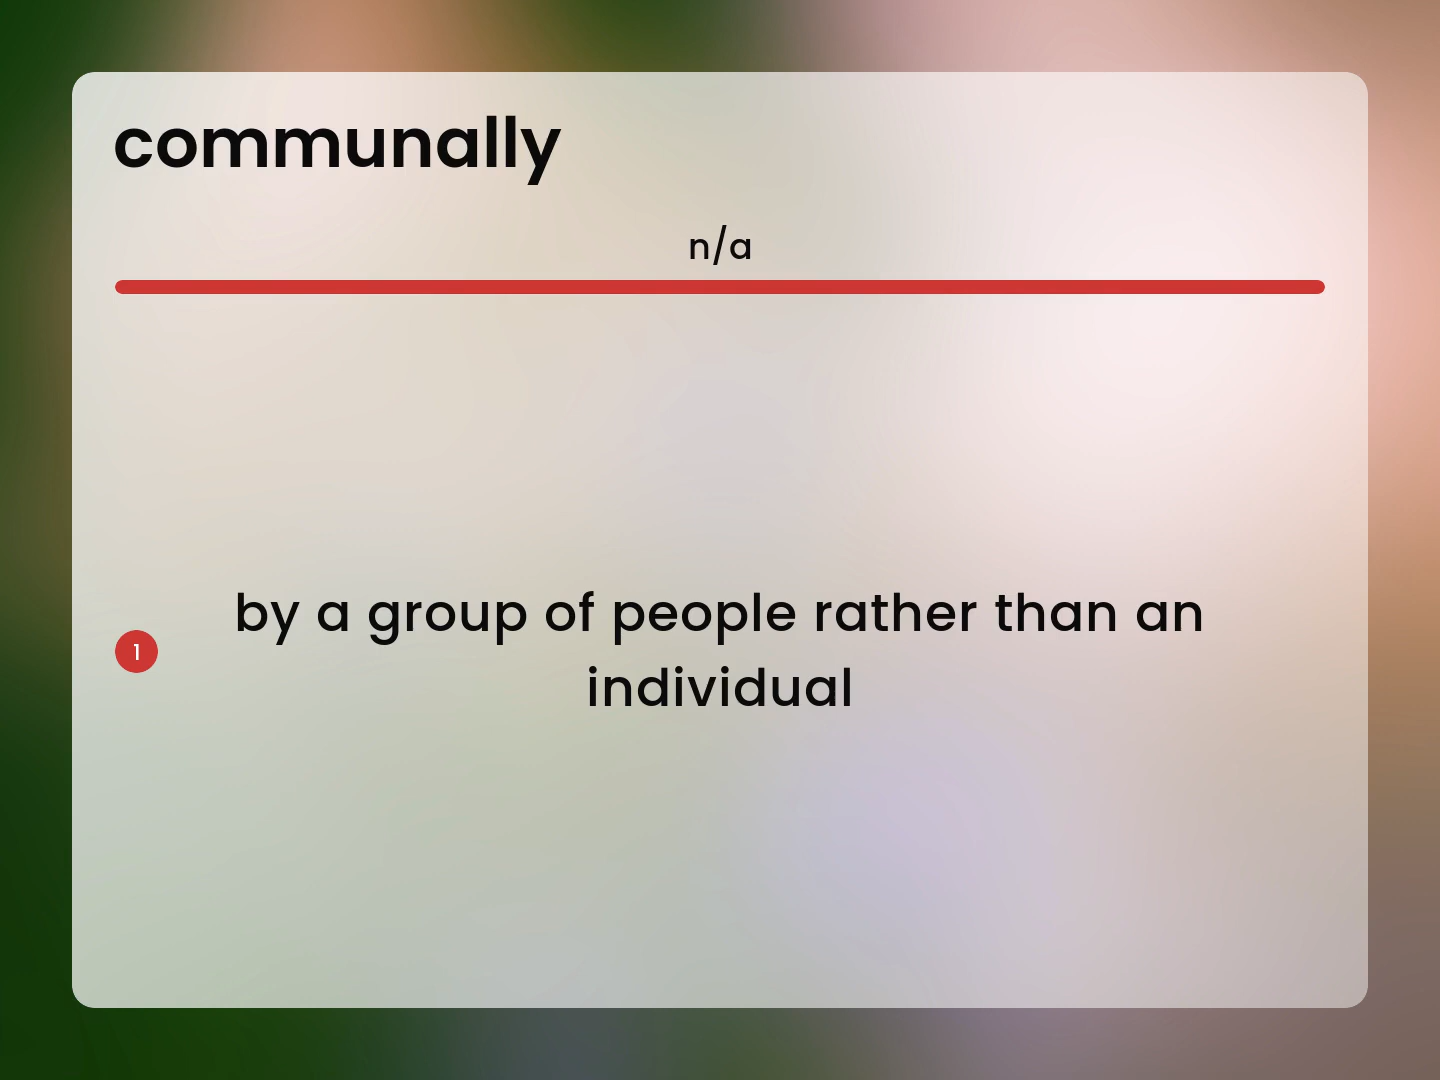 communally
n/a
1
by a group of people rather than an
individual